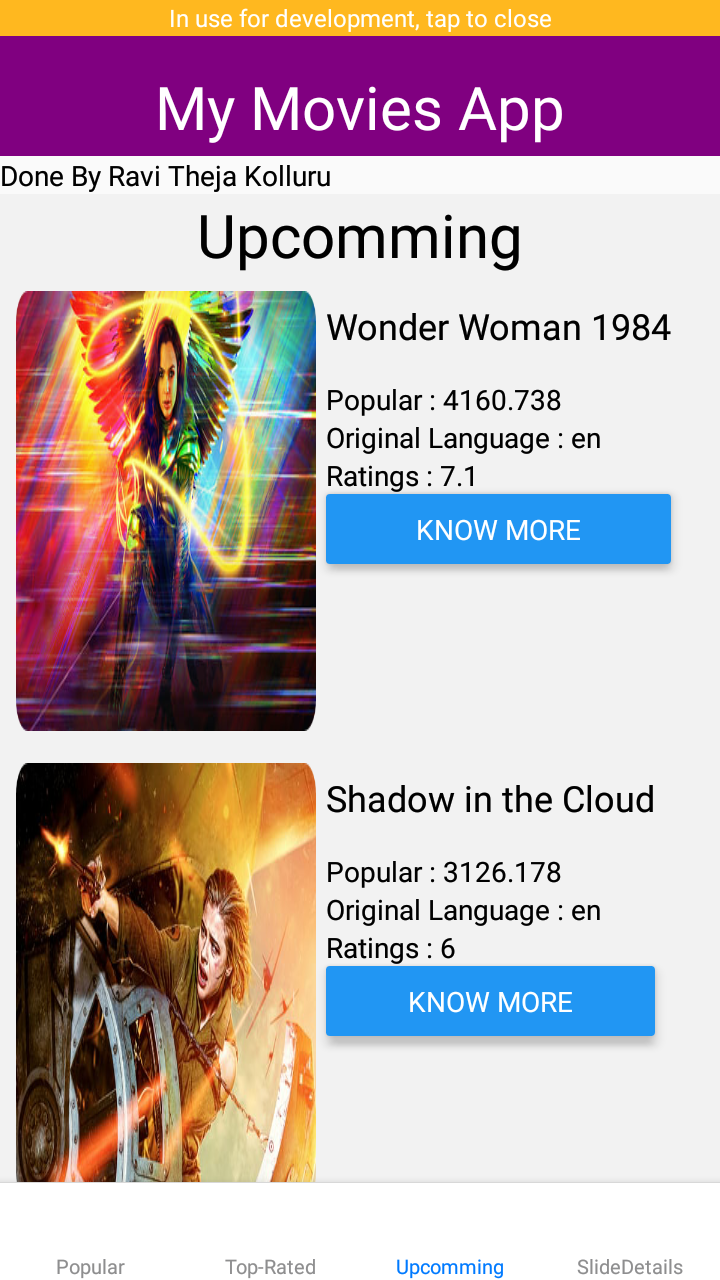 In use for development, tap to close
My Movies App
Done By Ravi Theja Kolluru
Upcomming
Wonder Woman 1984
Popular : 4160.738
Original Language : en
Ratings : 7.1
KNOW MORE
Shadow in the Cloud
Popular : 3126.178
Original Language : en
Ratings : 6
KNOW MORE
Popular
Top-Rated
Upcomming
SlideDetails